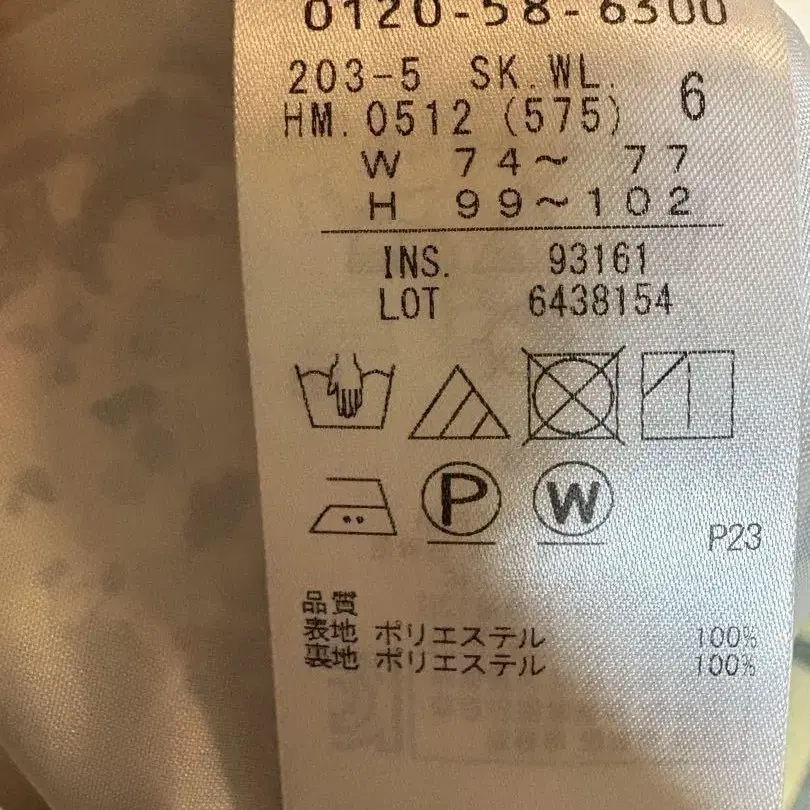 0120-58-6300
203-5 SK.WL. 6
HM.0512 (575)
W 74～ 77
H 99～102
INS. 93161
LOT 6438154
P W
P23
品質
表地 ポリエステル 100%
裏地 ポリエステル 100%